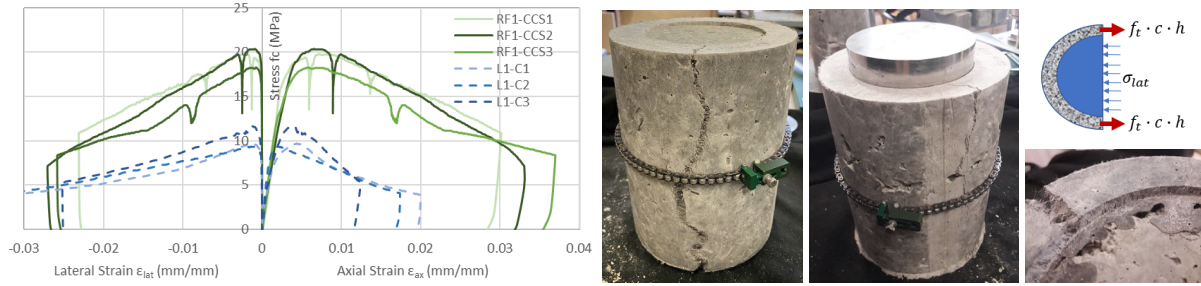 25
20
15
10
5
0
Stress fc (MPa)
RF1-CCS1
RF1-CCS2
RF1-CCS3
L1-C1
L1-C2
L1-C3
-0.03 -0.02 -0.01 0 0.01 0.02 0.03 0.04
Lateral Strain εlat (mm/mm) Axial Strain εax (mm/mm)
ft · c · h
σlat
ft · c · h